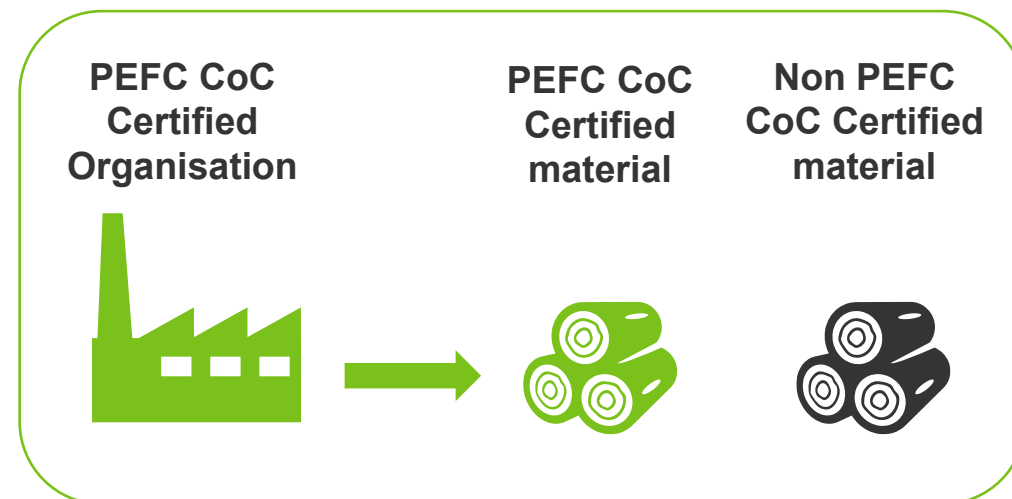 PEFC CoC
Certified
Organisation
PEFC CoC
Certified
material
Non PEFC
CoC Certified
material